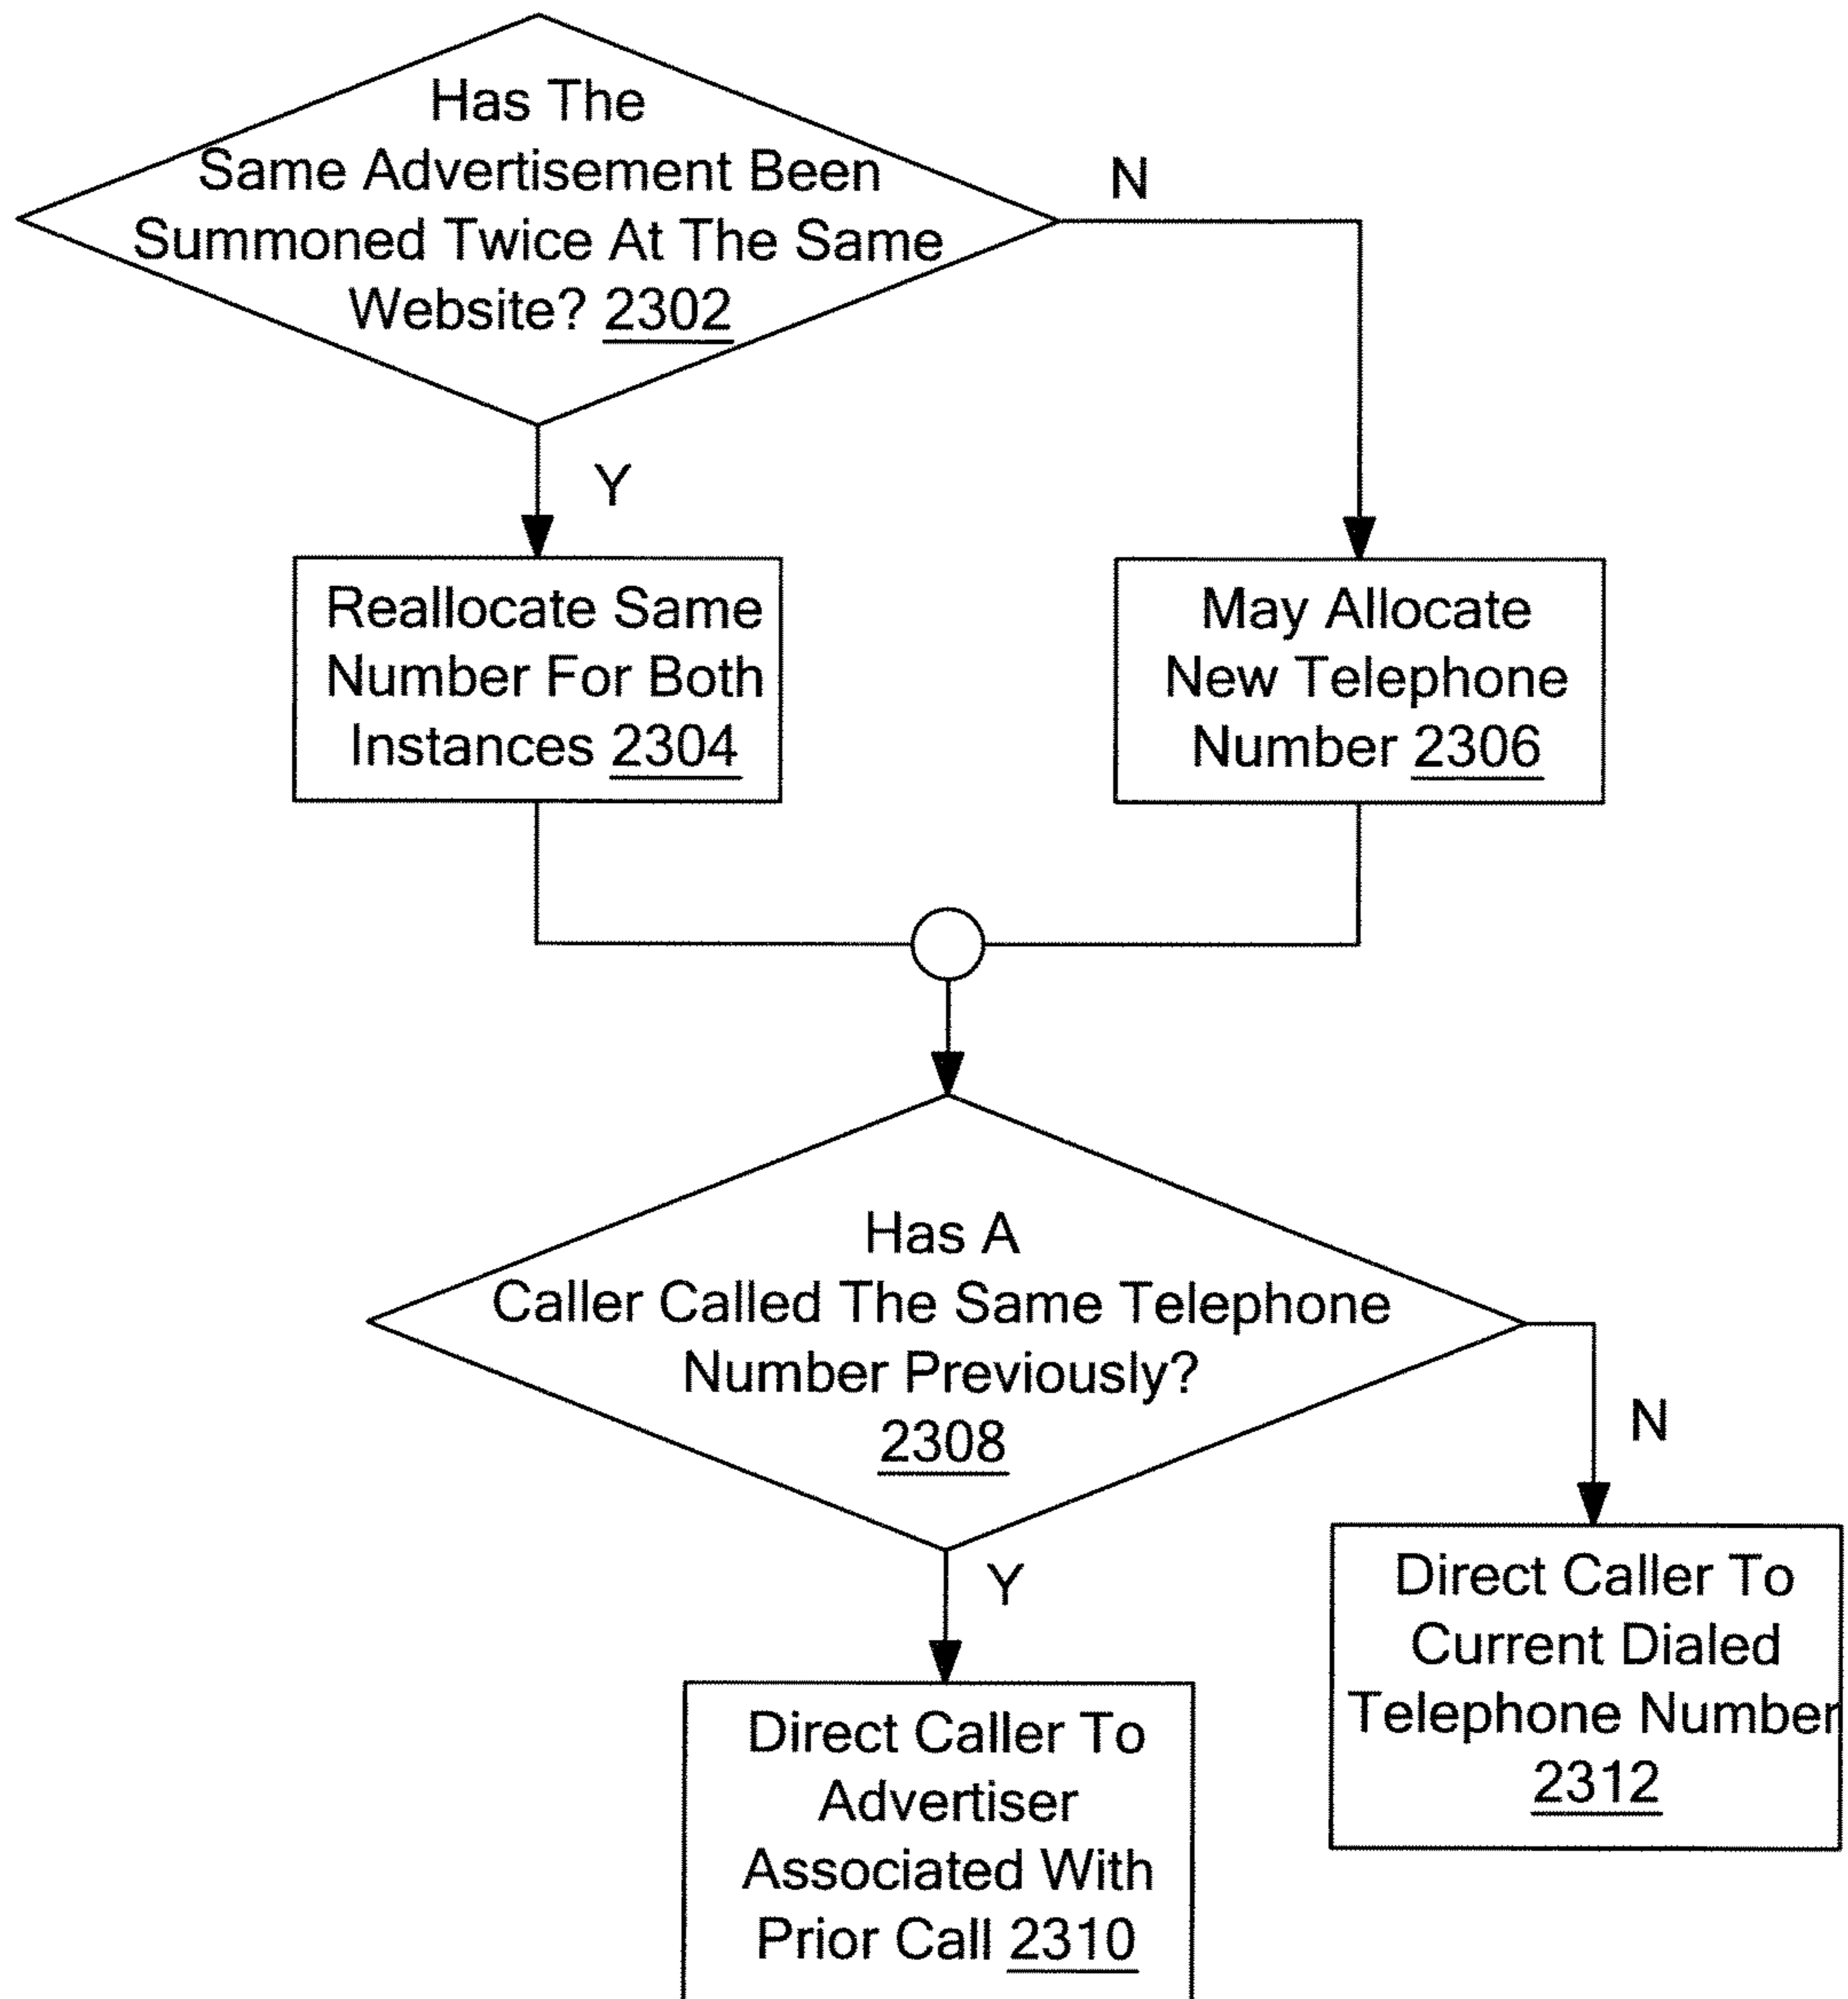 Has The
Same Advertisement Been
Summoned Twice At The Same
Website? 2302
N
Y
Reallocate Same
Number For Both
Instances 2304
May Allocate
New Telephone
Number 2306
Has A
Caller Called The Same Telephone
Number Previously?
2308
N
Y
Direct Caller To
Current Dialed
Telephone Number
2312
Direct Caller To
Advertiser
Associated With
Prior Call 2310